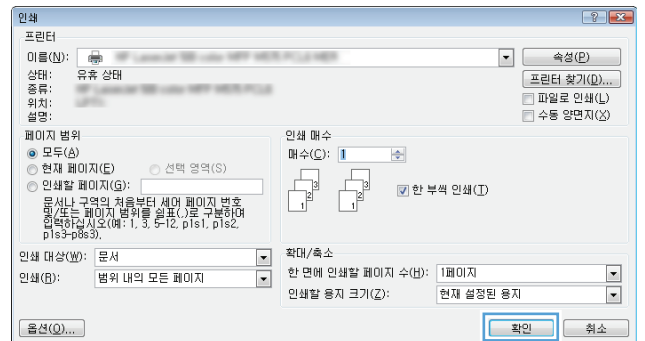 인쇄
프린터
이름(N):
속성(P)
상태: 유휴 상태
프린터 찾기(D)...
종류:
파일로 인쇄(L)
위치:
수동 양면지(X)
설명:
페이지 범위
인쇄 매수
모두(A)
매수(C): 1
현재 페이지(E) 선택 영역(S)
인쇄할 페이지(G):
3 3
2 2
1 1
한 부씩 인쇄(T)
문서나 구역의 처음부터 세어 페이지 번호
및/또는 페이지 범위를 쉼표(,)로 구분하여
입력하십시오(예: 1, 3, 5-12, p1s1, p1s2,
p1s3-p8s3).
인쇄 대상(W): 문서
확대/축소
인쇄(R): 범위 내의 모든 페이지
한 면에 인쇄할 페이지 수(H): 1페이지
인쇄할 용지 크기(Z): 현재 설정된 용지
옵션(O)...
확인
취소